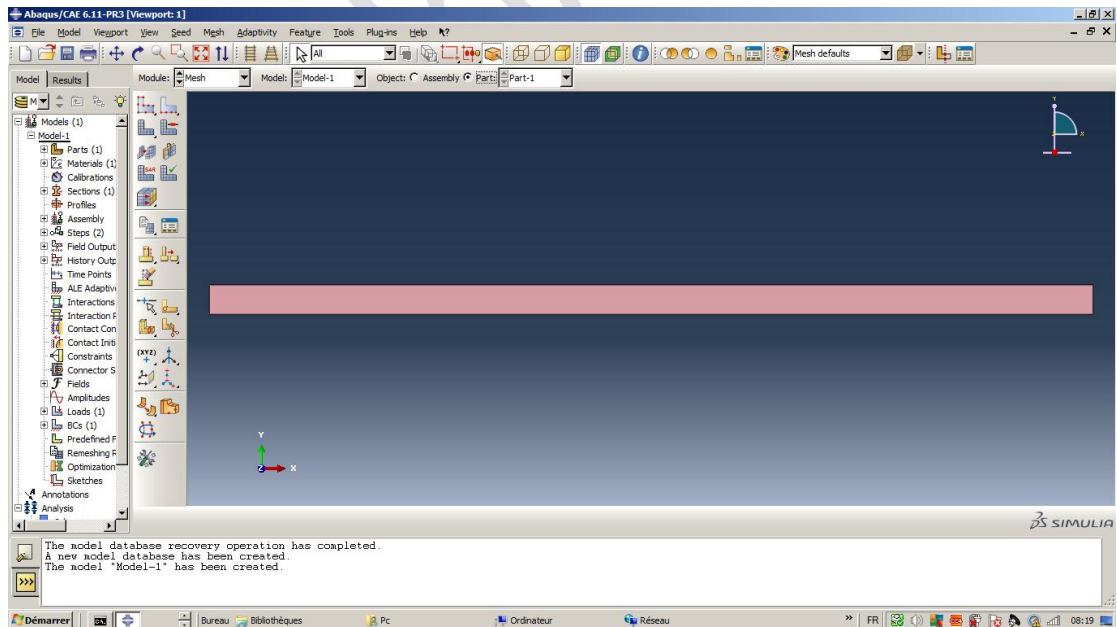 Abaqus/CAE 6.11-PR3 [Viewport: 1]
File Model Viewport View Seed Mesh Adaptivity Feature Tools Plug-ins Help
All Mesh defaults
Model Results Module: Mesh Model: Model-1 Object: Assembly Part: Part-1
M
Models (1)
Model-1
Parts (1)
Materials (1)
Calibrations
Sections (1)
Profiles
Assembly
Steps (2)
Field Output
History Outp
Time Points
ALE Adaptiv
Interactions
Interaction P
Contact Con
Contact Initi
Constraints
Connector S
Fields
Amplitudes
Loads (1)
BCs (1)
Predefined F
Remeshing R
Optimization
Sketches
Annotations
Analysis
(XYZ)
Y
X
Y
Z X
SIMULIA
The model database recovery operation has completed.
A new model database has been created.
The model "Model-1" has been created.
>>>
Démarrer Bureau Bibliothèques Pc Ordinateur Réseau » FR 08:19